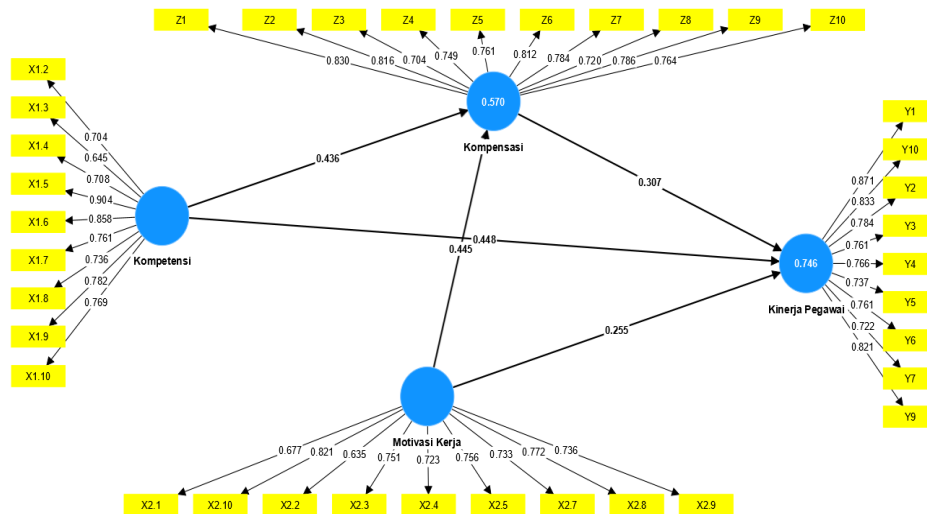 Z1 Z2 Z3 Z4 Z5 Z6 Z7 Z8 Z9 Z10
0.830 0.816 0.704 0.749 0.761 0.812 0.784 0.720 0.786 0.764
0.570
Kompensasi
X1.2
X1.3
X1.4
X1.5
X1.6
X1.7
X1.8
X1.9
X1.10
0.704
0.645
0.708
0.904
0.858
0.761
0.736
0.782
0.769
Kompetensi
0.436
0.448
0.445
0.307
0.255
Y1
Y10
Y2
Y3
Y4
Y5
Y6
Y7
Y9
0.871
0.833
0.784
0.761
0.766
0.737
0.761
0.722
0.821
0.746
Kinerja Pegawai
Motivasi Kerja
0.677 0.821 0.635 0.751 0.723 0.756 0.733 0.772 0.736
X2.1 X2.10 X2.2 X2.3 X2.4 X2.5 X2.7 X2.8 X2.9